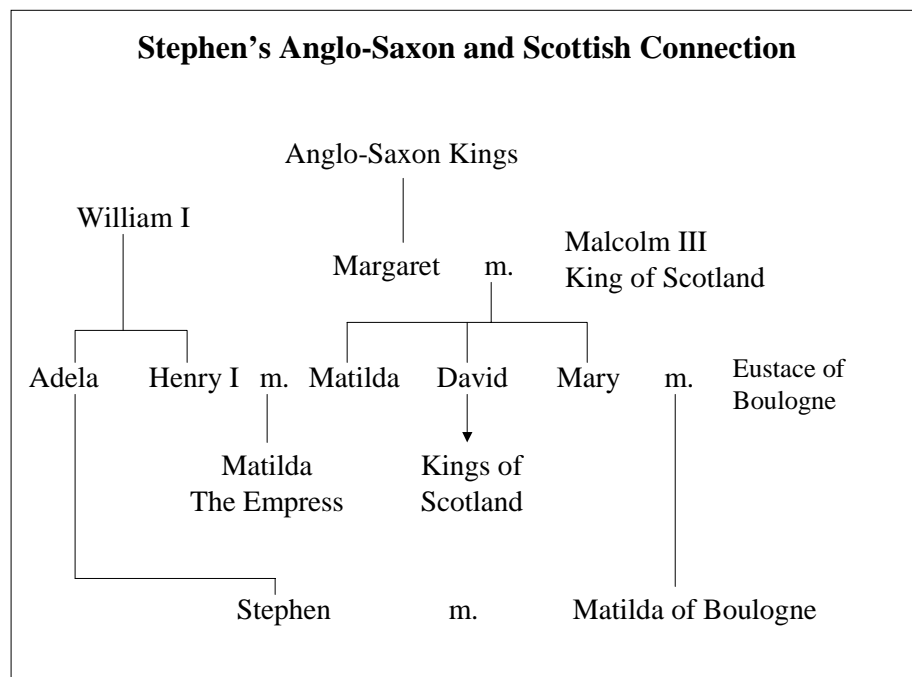 Stephen's Anglo-Saxon and Scottish Connection
Anglo-Saxon Kings
William I
Malcolm III
Margaret m. King of Scotland
Adela Henry I m. Matilda David Mary m. Eustace of
Boulogne
Matilda Kings of
The Empress Scotland
Stephen m. Matilda of Boulogne